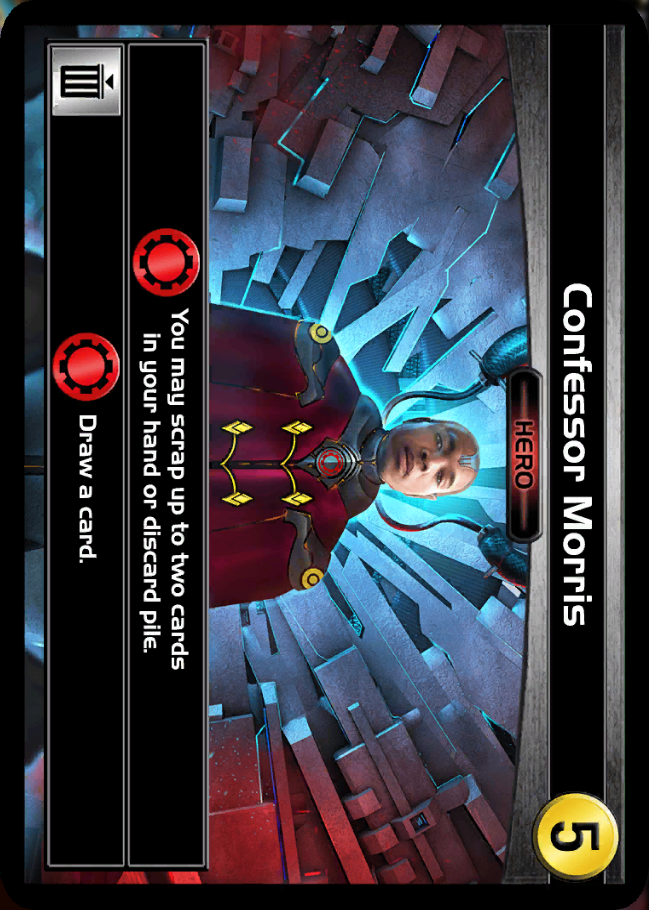 Confessor Morris
5
HERO
You may scrap up to two cards
in your hand or discard pile.
Draw a card.